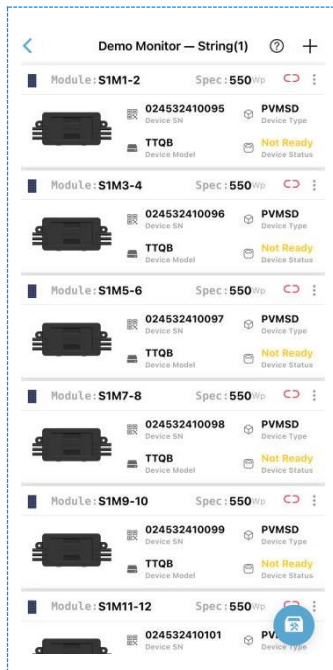 Demo Monitor — String(1)
Module:S1M1-2 Spec:550Wp
024532410095 PVMSD
Device SN Device Type
TTQB Not Ready
Device Model Device Status
Module:S1M3-4 Spec:550Wp
024532410096 PVMSD
Device SN Device Type
TTQB Not Ready
Device Model Device Status
Module:S1M5-6 Spec:550Wp
024532410097 PVMSD
Device SN Device Type
TTQB Not Ready
Device Model Device Status
Module:S1M7-8 Spec:550Wp
024532410098 PVMSD
Device SN Device Type
TTQB Not Ready
Device Model Device Status
Module:S1M9-10 Spec:550Wp
024532410099 PVMSD
Device SN Device Type
TTQB Not Ready
Device Model Device Status
Module:S1M11-12 Spec:550Wp
024532410101
Device SN Device Type
TTQB